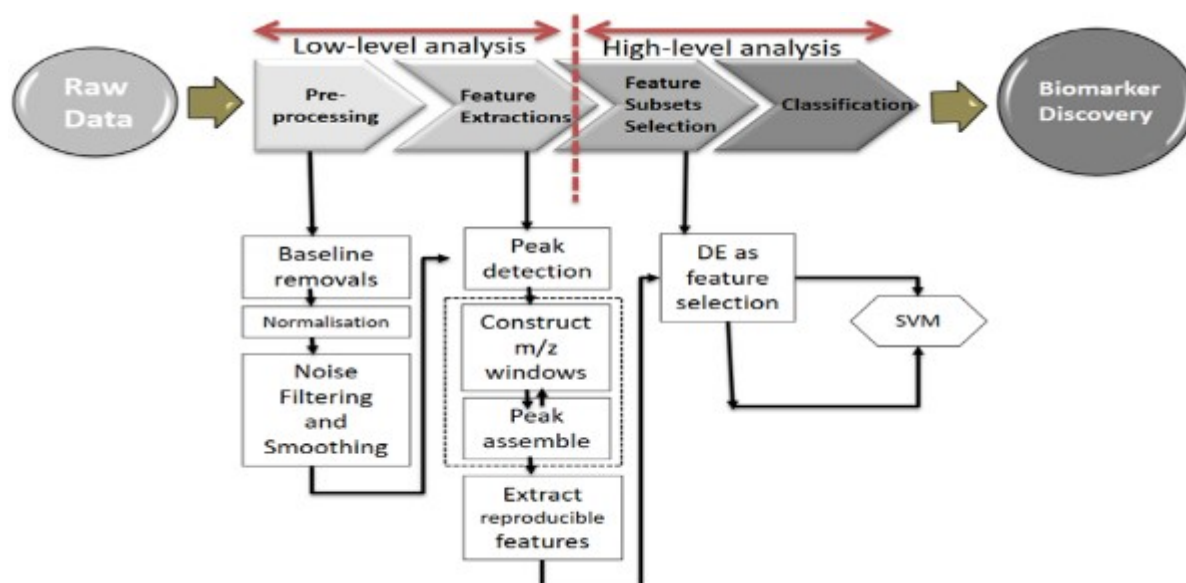 Low-level analysis
High-level analysis
Raw
Data
Pre-
processing
Feature
Extractions
Feature
Subsets
Selection
Classification
Biomarker
Discovery
Baseline
removals
Normalisation
Noise
Filtering
and
Smoothing
Peak
detection
Construct
m/z
windows
Peak
assemble
Extract
reproducible
features
DE as
feature
selection
SVM